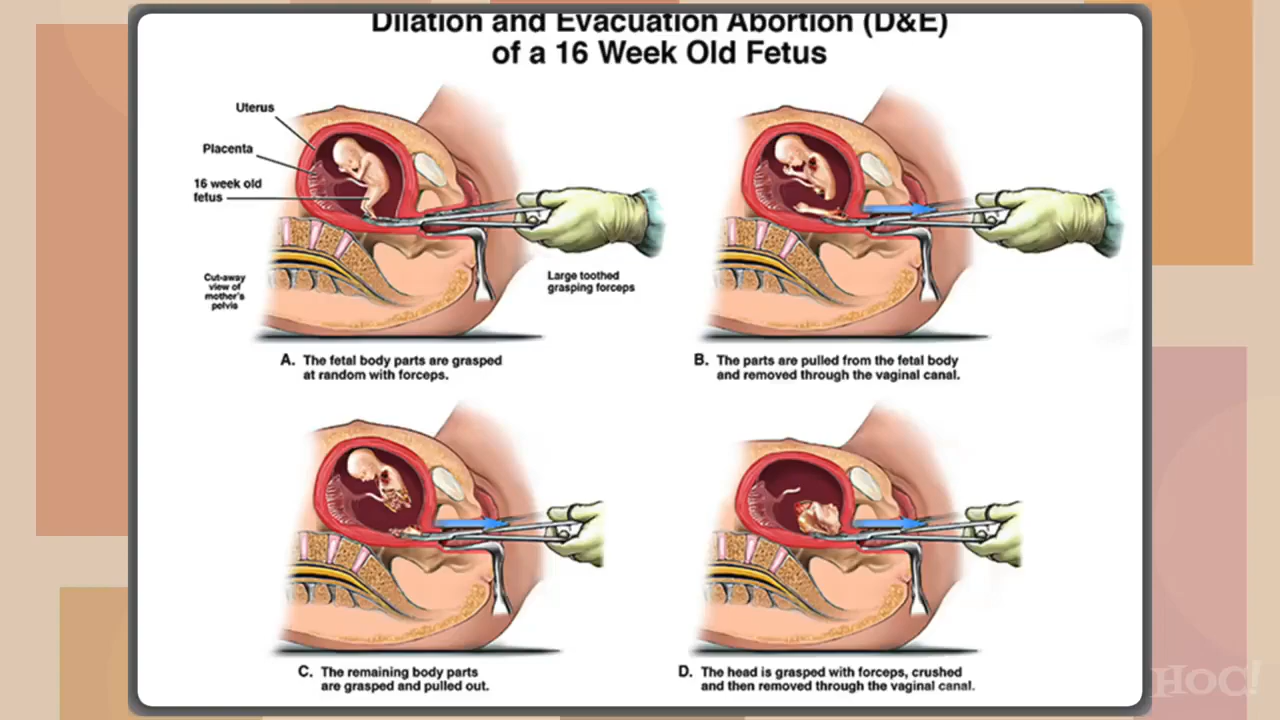 Dilation and Evacuation Abortion (D&E)
of a 16 Week Old Fetus
Uterus
Placenta
16 week old
fetus
Cut-away
view of
mother's
pelvis
Large toothed
grasping forceps
A. The fetal body parts are grasped
at random with forceps.
B. The parts are pulled from the fetal body
and removed through the vaginal canal.
C. The remaining body parts
are grasped and pulled out.
D. The head is grasped with forceps, crushed
and then removed through the vaginal canal.
HOC!